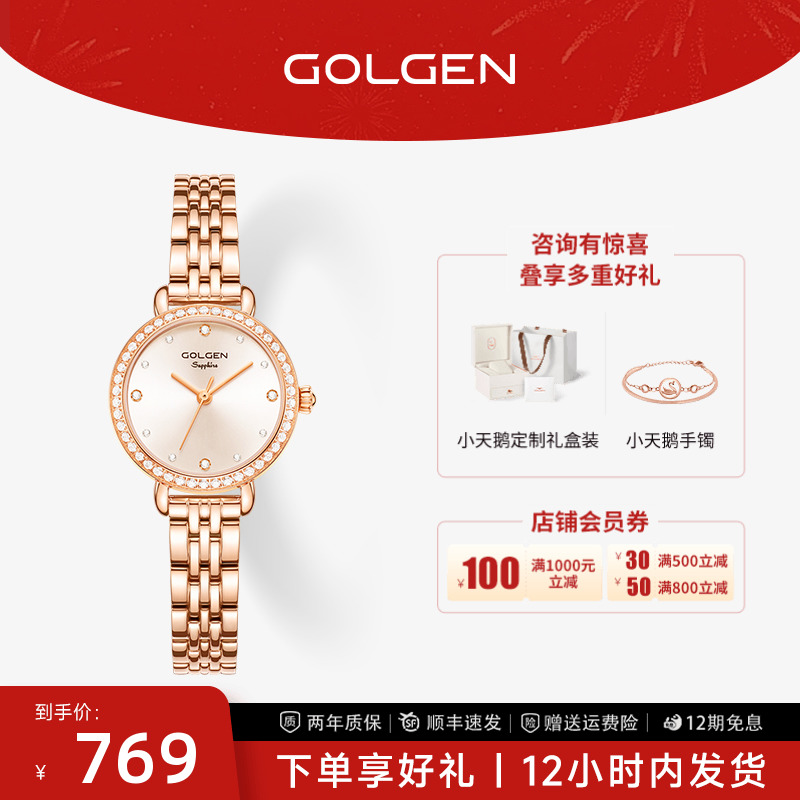 GOLGEN
GOLGEN
Sapphire
咨询有惊喜
叠享多重好礼
小天鹅定制礼盒装
小天鹅手镯
店铺会员券
¥100
满1000元
立减
¥30 满500立减
¥50 满800立减
到手价:
¥ 769
质 两年质保 | SF 顺丰速发 | 险 赠送运费险 | 12期免息
下单享好礼 | 12小时内发货